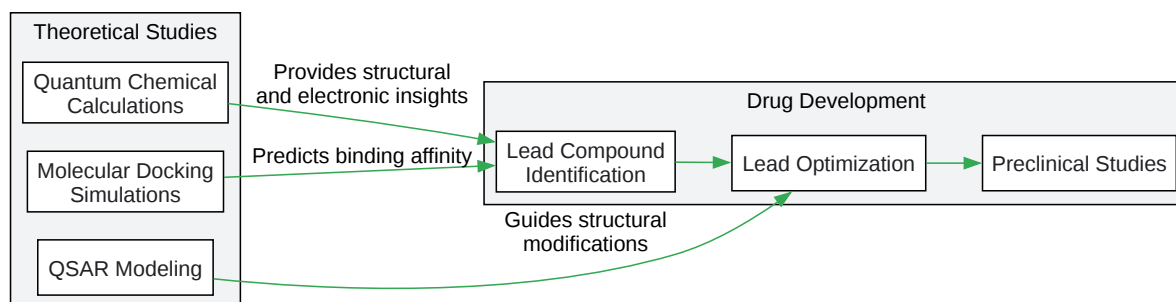 Theoretical Studies
Quantum Chemical
Calculations
Molecular Docking
Simulations
QSAR Modeling
Provides structural
and electronic insights
Predicts binding affinity
Guides structural
modifications
Drug Development
Lead Compound
Identification
Lead Optimization
Preclinical Studies